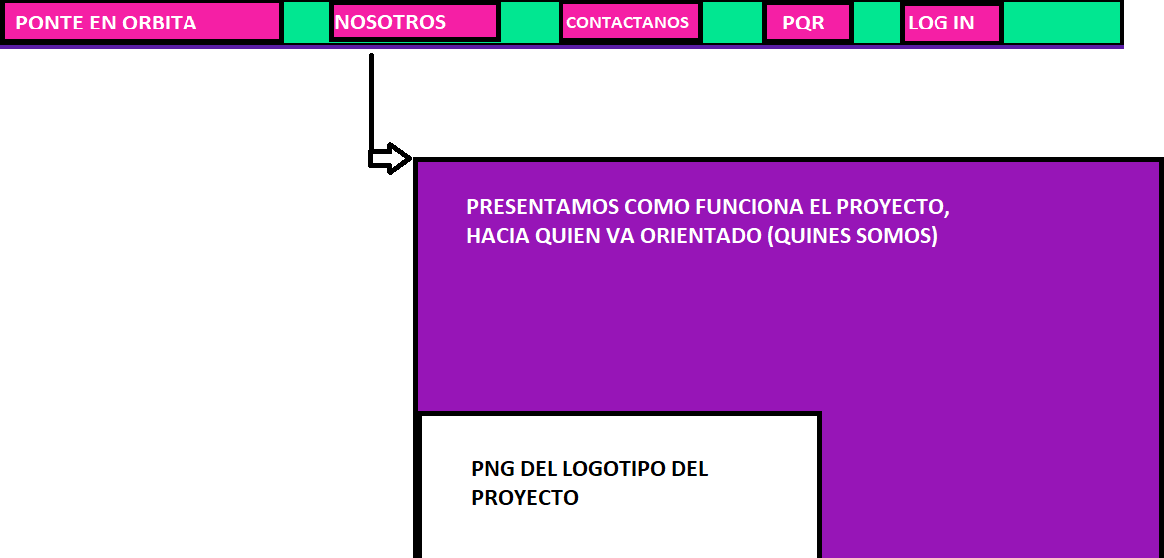 PONTE EN ORBITA
NOSOTROS
CONTACTANOS
PQR
LOG IN
PRESENTAMOS COMO FUNCIONA EL PROYECTO,
HACIA QUIEN VA ORIENTADO (QUINES SOMOS)
PNG DEL LOGOTIPO DEL
PROYECTO